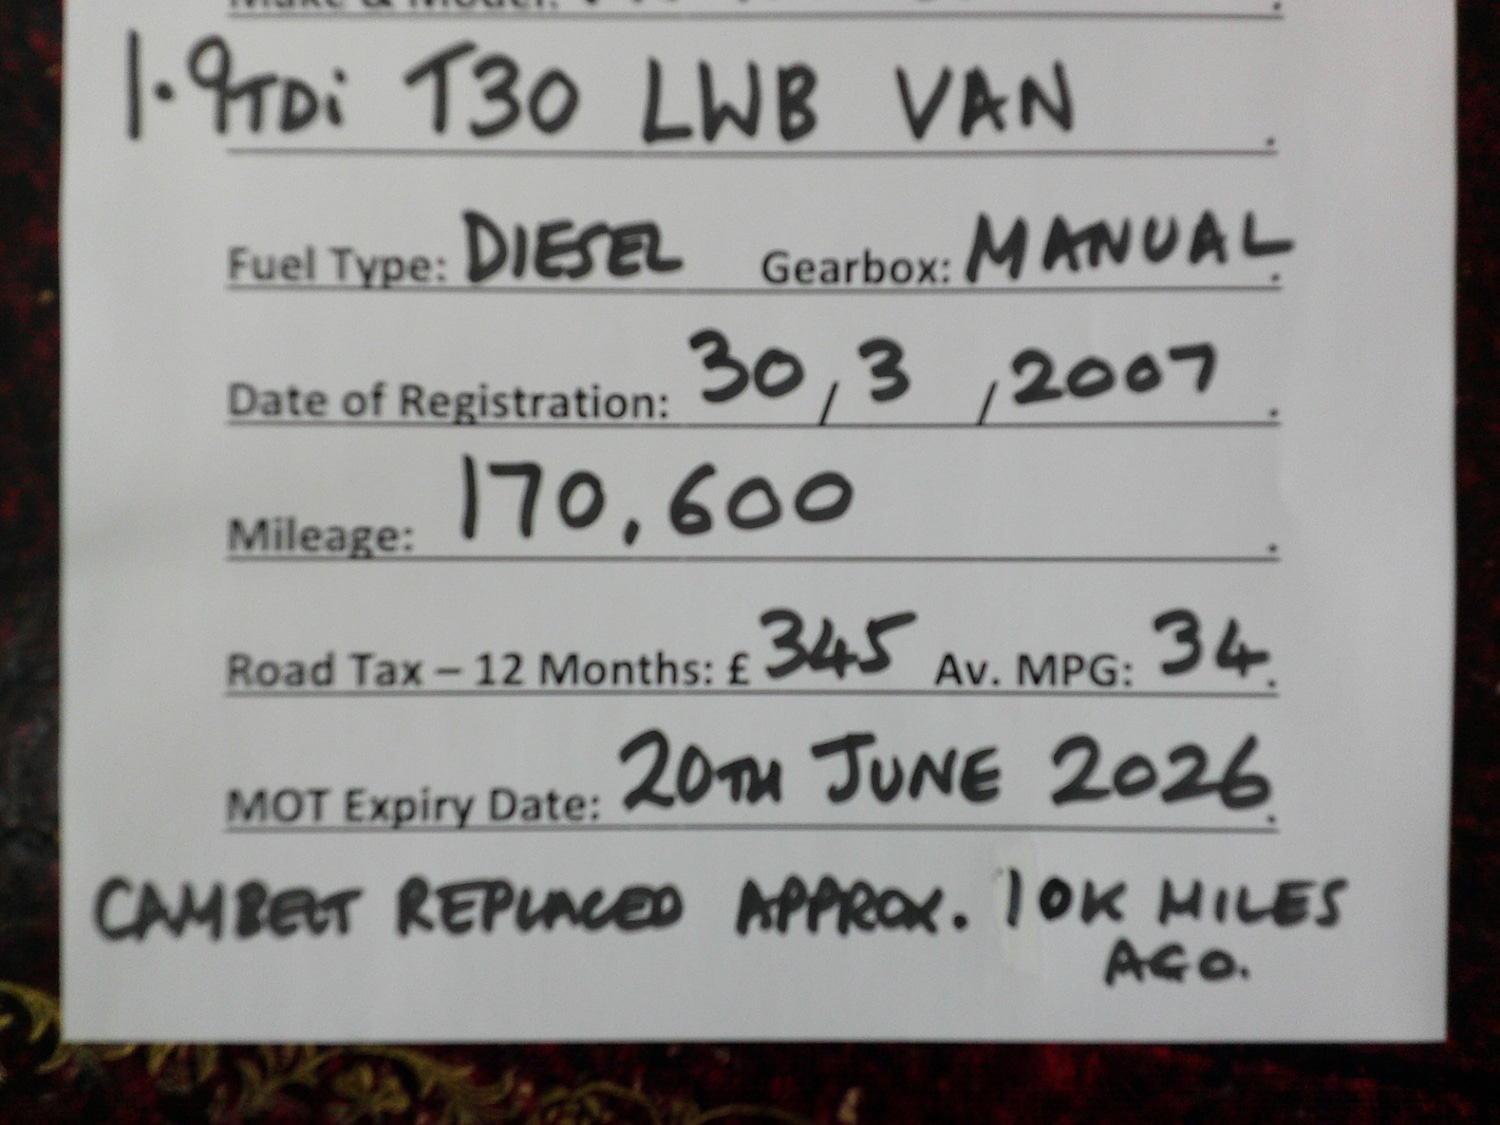 Make & Model:
1.9TDi T30 LWB VAN .
Fuel Type: DIESEL Gearbox: MANUAL .
Date of Registration: 30 / 3 / 2007 .
Mileage: 170,600 .
Road Tax – 12 Months: £ 345 Av. MPG: 34 .
MOT Expiry Date: 20TH JUNE 2026 .
CAMBELT REPLACED APPROX. 10K MILES
AGO.